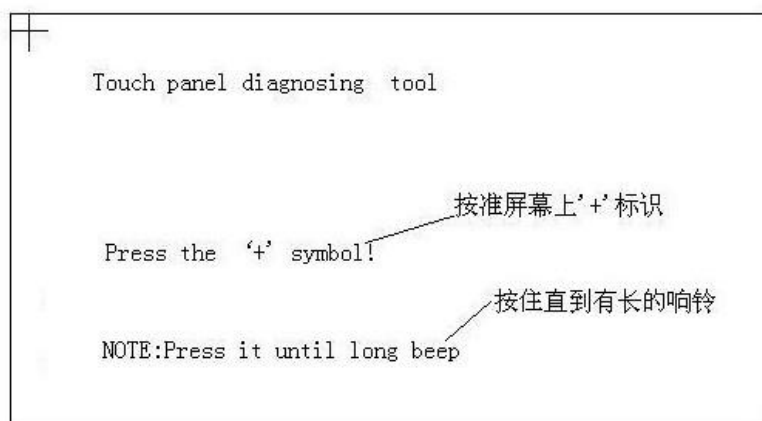 Touch panel diagnosing tool
按准屏幕上'+'标识
Press the '+' symbol!
按住直到有长的响铃
NOTE:Press it until long beep